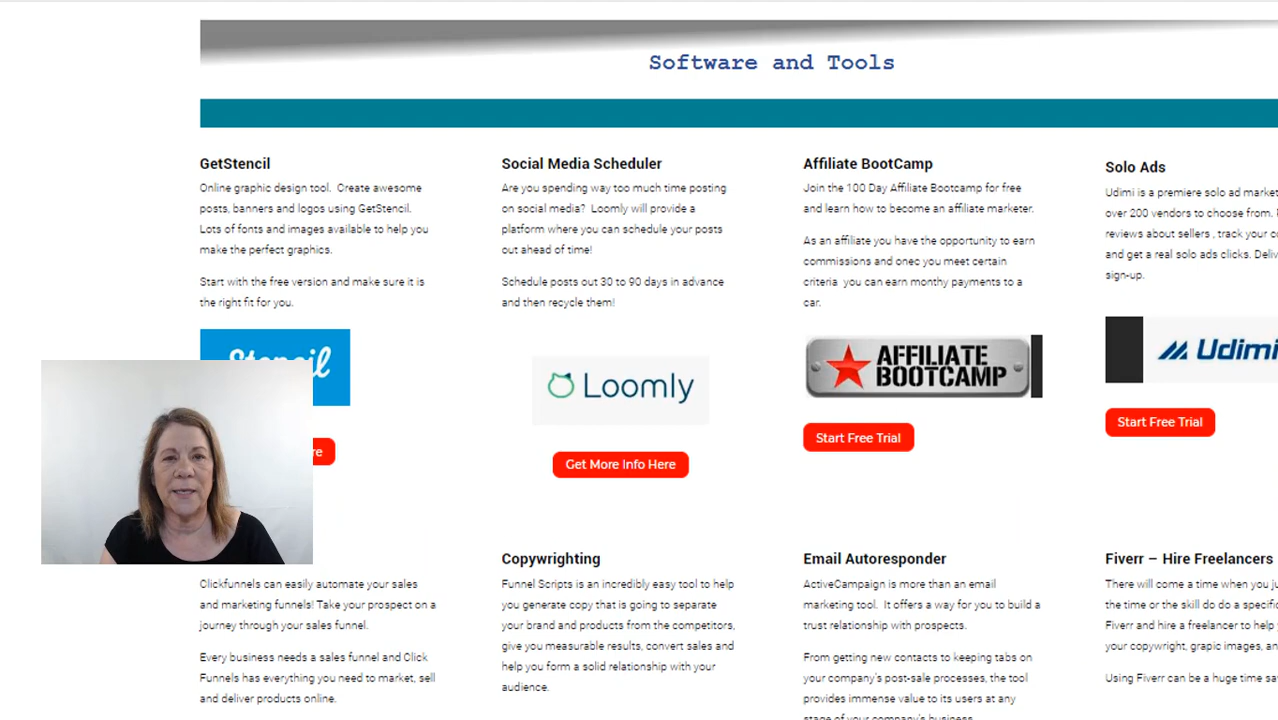 Software and Tools
GetStencil
Online graphic design tool. Create awesome
posts, banners and logos using GetStencil.
Lots of fonts and images available to help you
make the perfect graphics.
Start with the free version and make sure it is
the right fit for you.
Social Media Scheduler
Are you spending way too much time posting
on social media? Loomly will provide a
platform where you can schedule your posts
out ahead of time!
Schedule posts out 30 to 90 days in advance
and then recycle them!
Loomly
Get More Info Here
Affiliate BootCamp
Join the 100 Day Affiliate Bootcamp for free
and learn how to become an affiliate marketer.
As an affiliate you have the opportunity to earn
commissions and onec you meet certain
criteria you can earn monthy payments to a
car.
AFFILIATE
BOOTCAMP
Start Free Trial
Solo Ads
Udimi is a premiere solo ad
over 200 vendors to choose from.
reviews about sellers , track your
and get a real solo ads clicks.
sign-up.
Udimi
Start Free Trial
Clickfunnels can easily automate your sales
and marketing funnels! Take your prospect on a
journey through your sales funnel.
Every business needs a sales funnel and Click
Funnels has everything you need to market, sell
and deliver products online.
Copywrighting
Funnel Scripts is an incredibly easy tool to help
you generate copy that is going to separate
your brand and products from the competitors,
give you measurable results, convert sales and
help you form a solid relationship with your
audience.
Email Autoresponder
ActiveCampaign is more than an email
marketing tool. It offers a way for you to build a
trust relationship with prospects.
From getting new contacts to keeping tabs on
your company's post-sale processes, the tool
provides immense value to its users at any
stage of your company's business
Fiverr – Hire Freelancers
There will come a time when you
the time or the skill do do a
Fiverr and hire a freelancer to help
your copywright, grapic images,
Using Fiverr can be a huge time